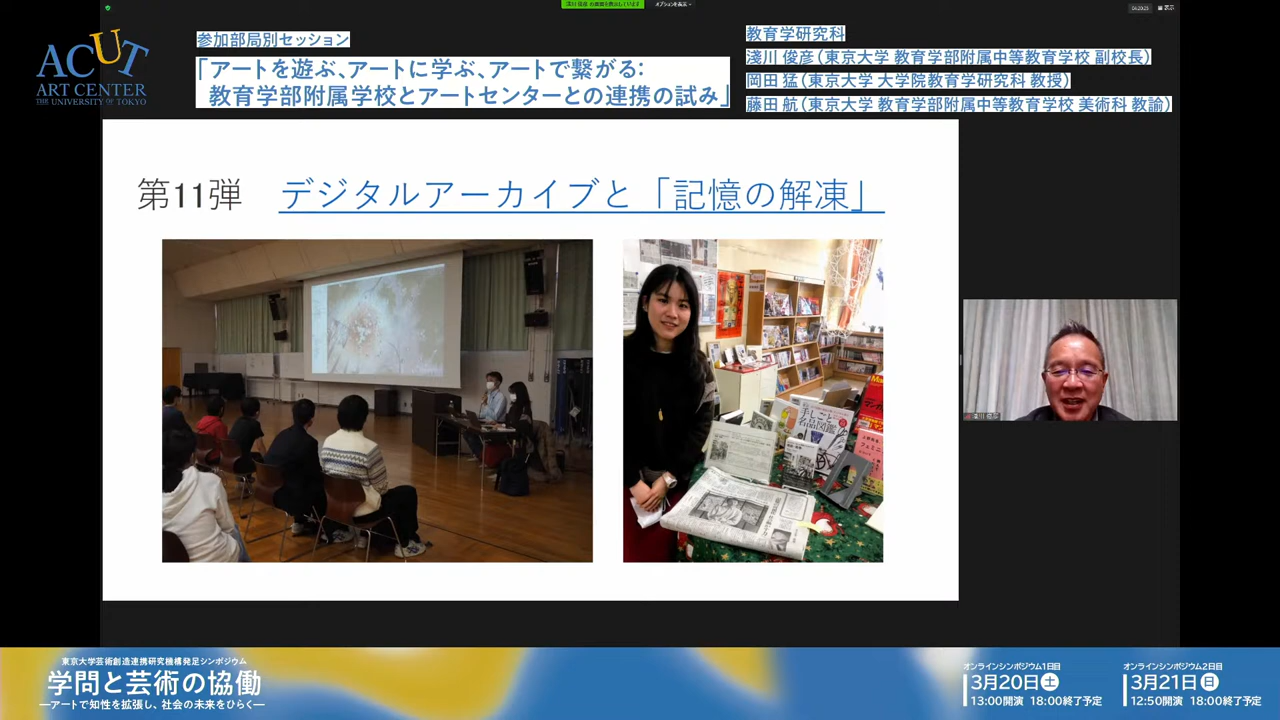 ACUT
ART CENTER
THE UNIVERSITY OF TOKYO
参加部局別セッション
「アートを遊ぶ、アートに学ぶ、アートで繋がる:
教育学部附属学校とアートセンターとの連携の試み」
教育学研究科
淺川 俊彦（東京大学 教育学部附属中等教育学校 副校長）
岡田 猛（東京大学 大学院教育学研究科 教授）
藤田 航（東京大学 教育学部附属中等教育学校 美術科 教諭）
第11弾 デジタルアーカイブと「記憶の解凍」
手しごと
名品図鑑
東京大学芸術創造連携研究機構発足シンポジウム
学問と芸術の協働
―アートで知性を拡張し、社会の未来をひらく―
オンラインシンポジウム1日目
3月20日 土
13:00開演 18:00終了予定
オンラインシンポジウム2日目
3月21日 日
12:50開演 18:00終了予定